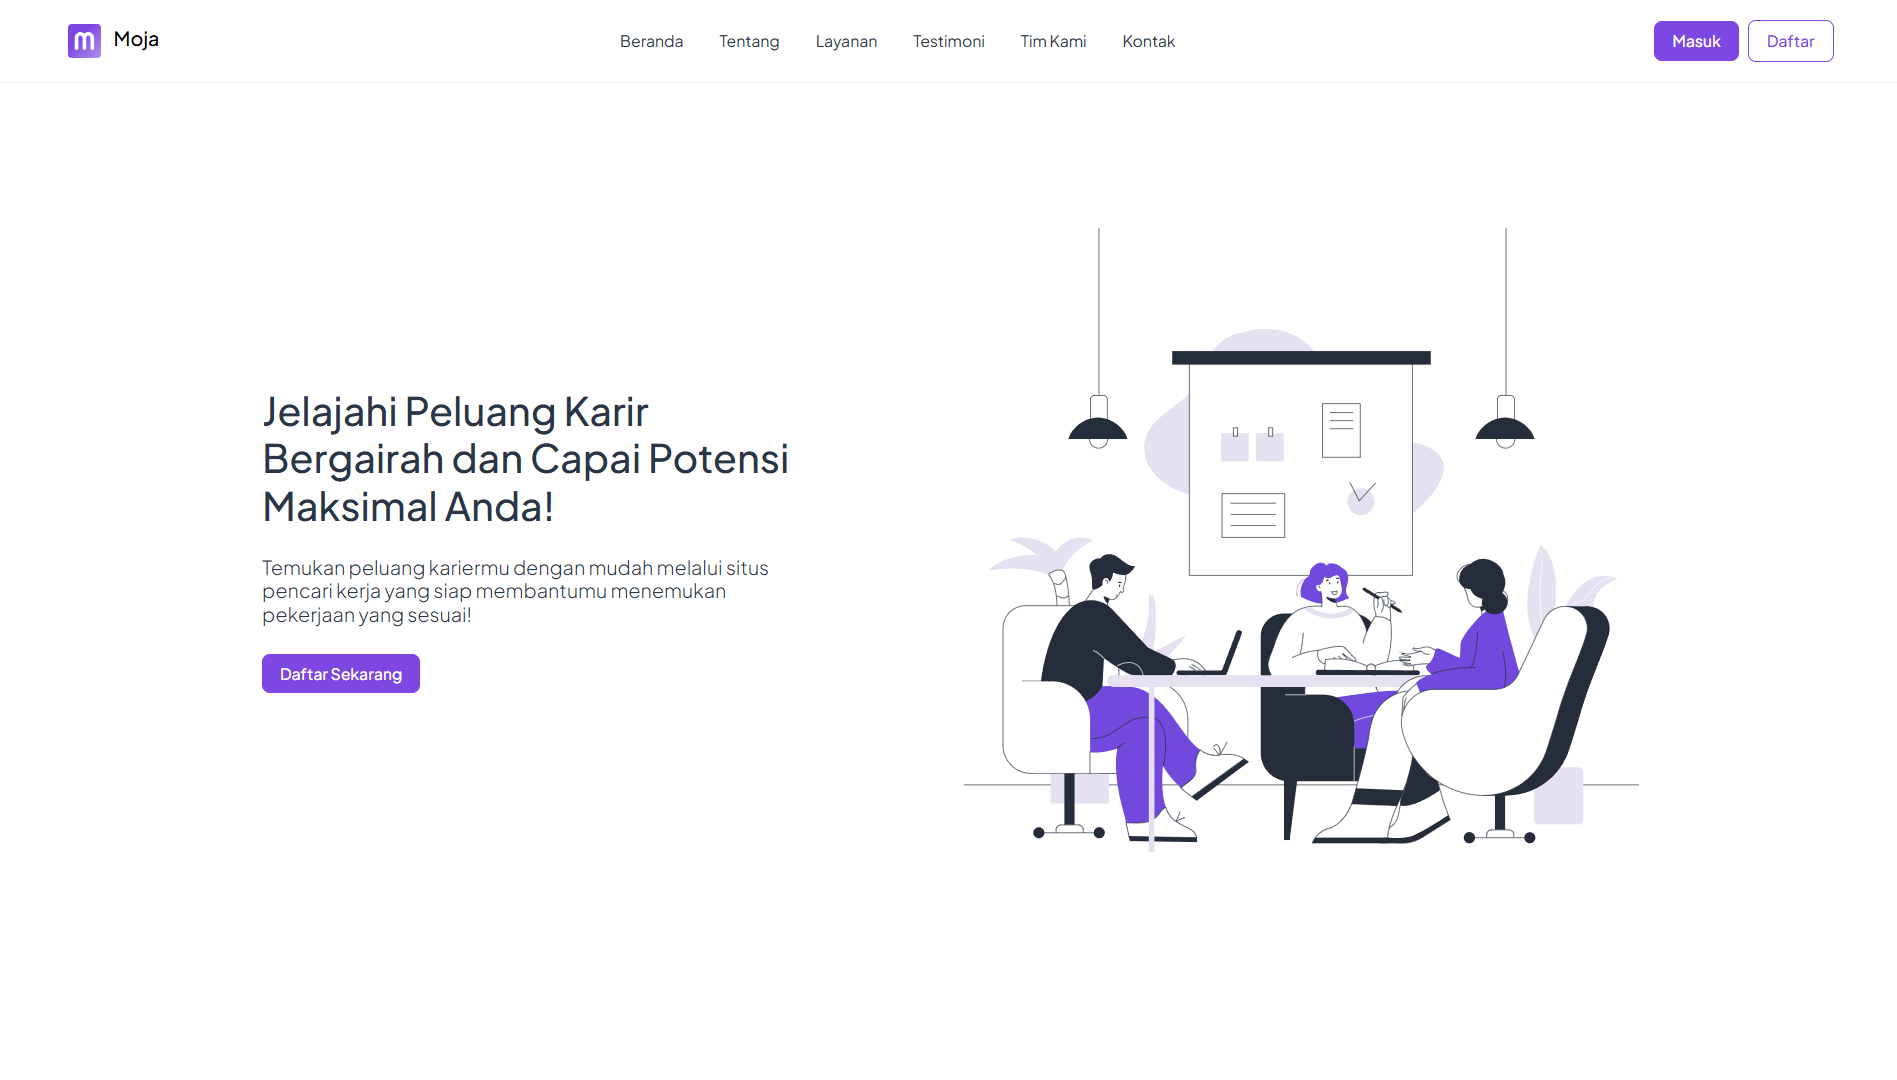 Moja
Beranda
Tentang
Layanan
Testimoni
Tim Kami
Kontak
Masuk
Daftar
Jelajahi Peluang Karir
Bergairah dan Capai Potensi
Maksimal Anda!
Temukan peluang kariermu dengan mudah melalui situs
pencari kerja yang siap membantumu menemukan
pekerjaan yang sesuai!
Daftar Sekarang